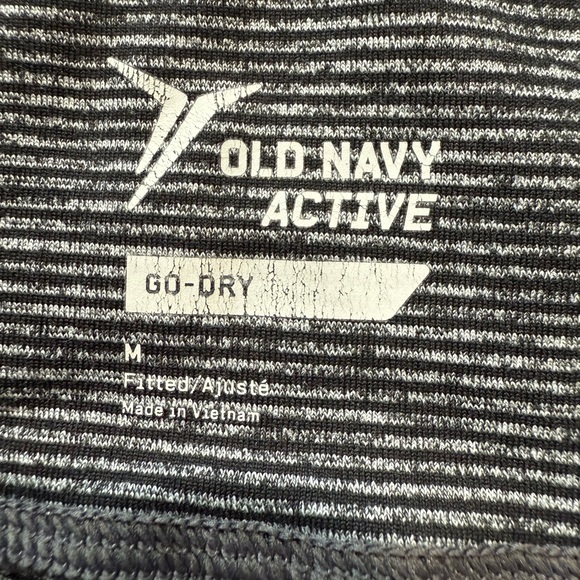 OLD NAVY
ACTIVE
GO-DRY
M
Fitted/Ajusté
Made in Vietnam